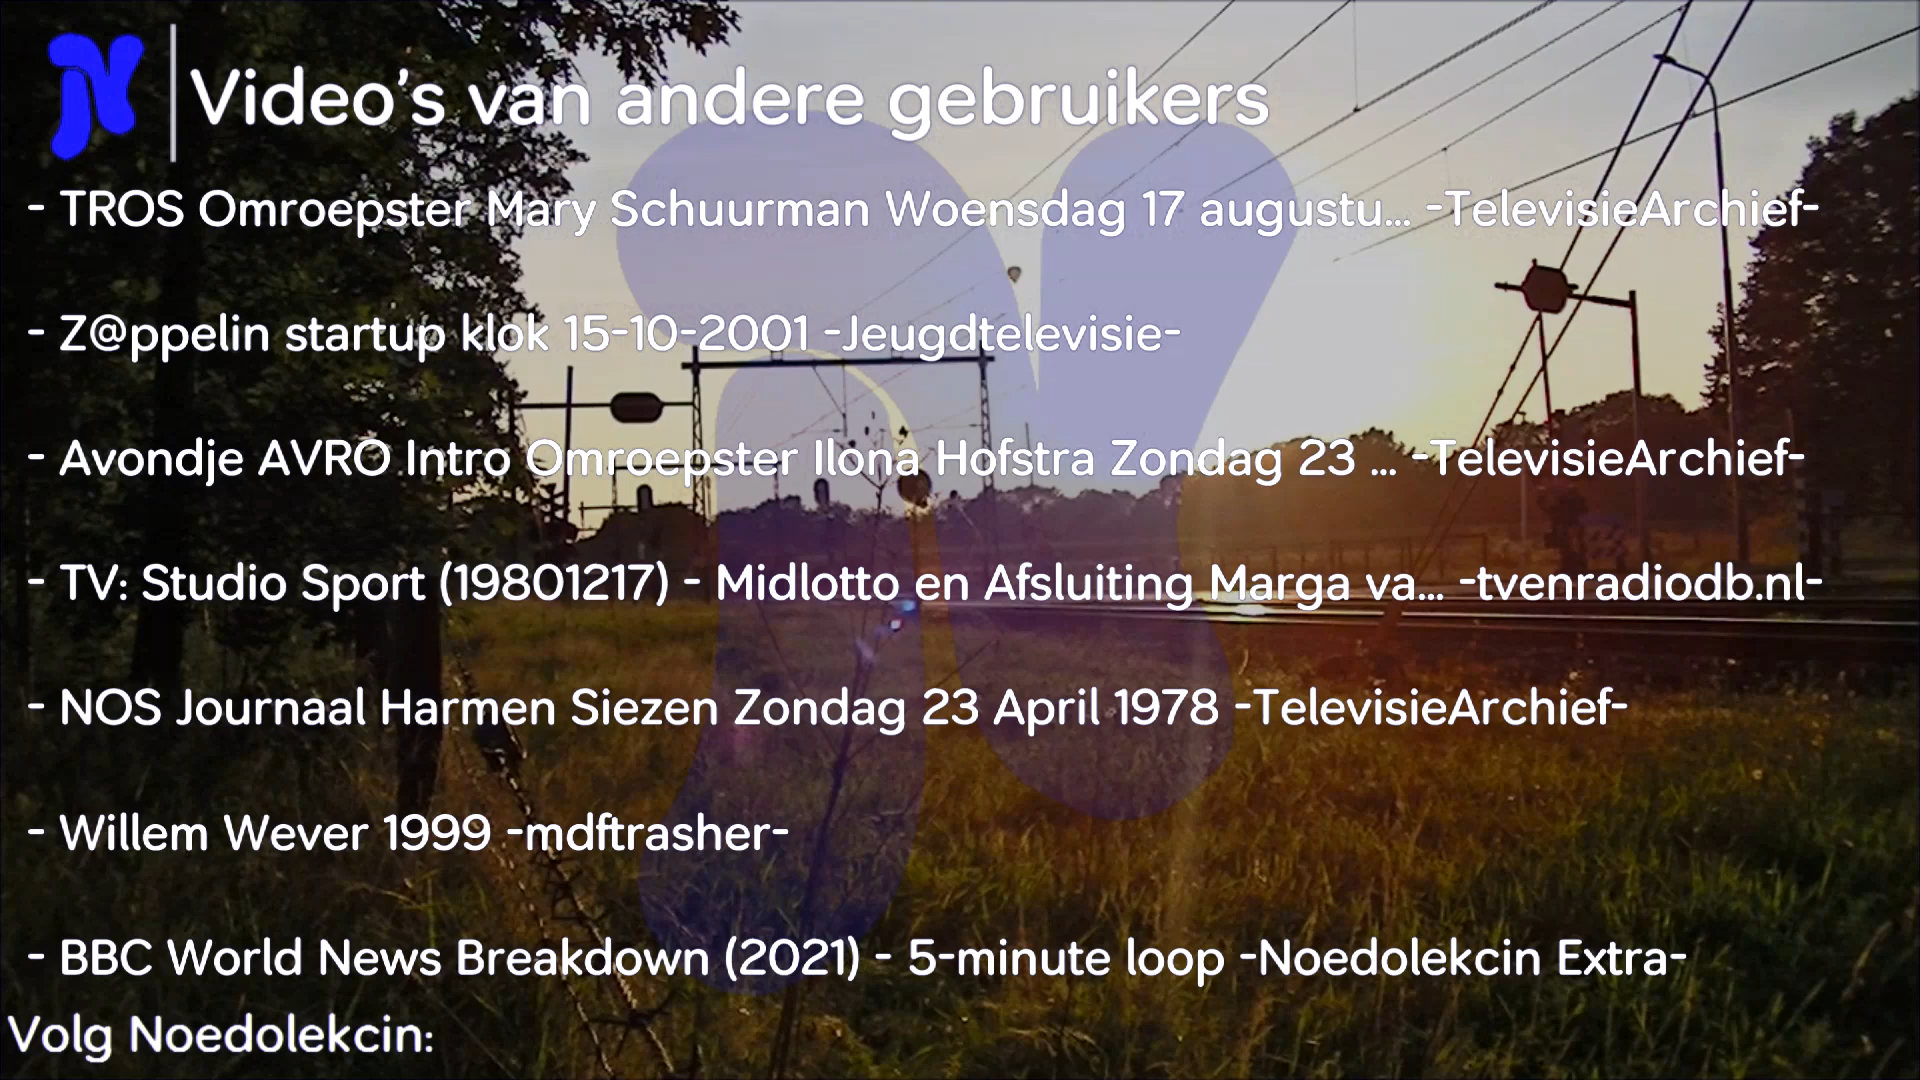 Video's van andere gebruikers
- TROS Omroepster Mary Schuurman Woensdag 17 augustu... -TelevisieArchief-
- Z@ppelin startup klok 15-10-2001 -Jeugdtelevisie-
- Avondje AVRO Intro Omroepster Ilona Hofstra Zondag 23 ... -TelevisieArchief-
- TV: Studio Sport (19801217) - Midlotto en Afsluiting Marga va... -tvenradiodb.nl-
- NOS Journaal Harmen Siezen Zondag 23 April 1978 -TelevisieArchief-
- Willem Wever 1999 -mdftrasher-
- BBC World News Breakdown (2021) - 5-minute loop -Noedolekcin Extra-
Volg Noedolekcin: